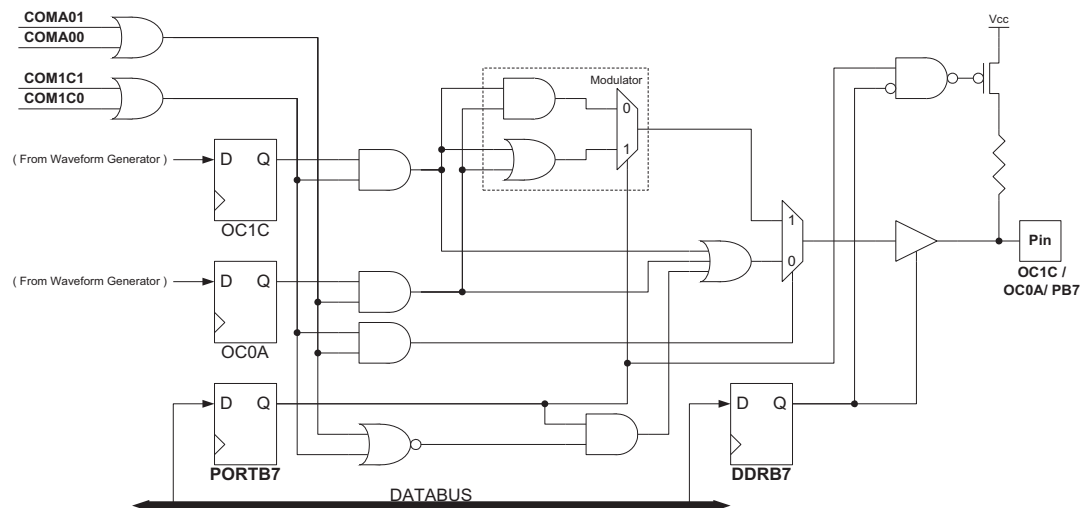 COMA01
COMA00
Vcc
COM1C1
COM1C0
Modulator
0
1
( From Waveform Generator )
D Q
OC1C
1
0
Pin
OC1C /
OC0A/ PB7
( From Waveform Generator )
D Q
OC0A
D Q
PORTB7
D Q
DDRB7
DATABUS